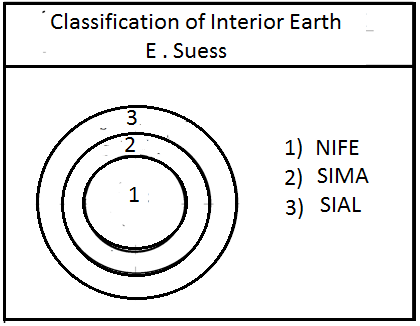 Classification of Interior Earth
E . Suess
3
2
1
1) NIFE
2) SIMA
3) SIAL